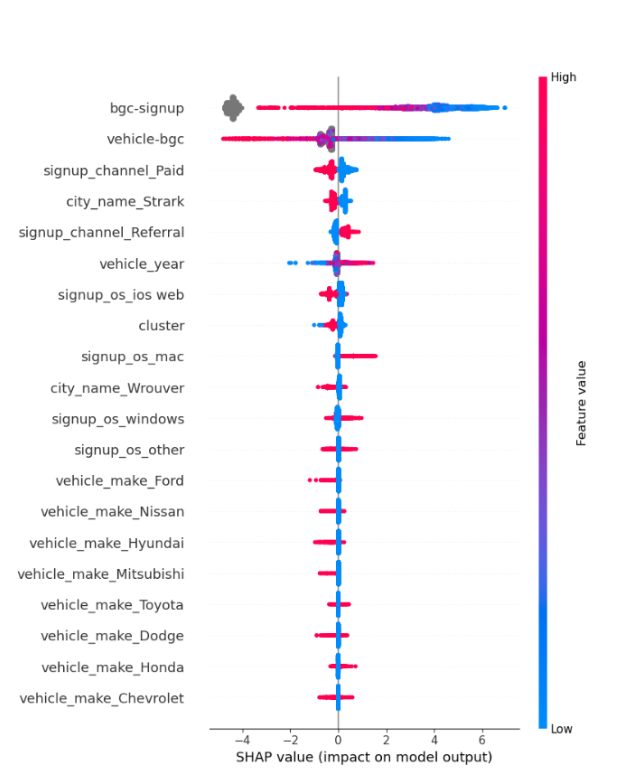 High
bgc-signup
vehicle-bgc
signup_channel_Paid
city_name_Strark
signup_channel_Referral
vehicle_year
signup_os_ios web
cluster
signup_os_mac
city_name_Wrouver
signup_os_windows
signup_os_other
vehicle_make_Ford
vehicle_make_Nissan
vehicle_make_Hyundai
vehicle_make_Mitsubishi
vehicle_make_Toyota
vehicle_make_Dodge
vehicle_make_Honda
vehicle_make_Chevrolet
Feature value
Low
−4 −2 0 2 4 6
SHAP value (impact on model output)